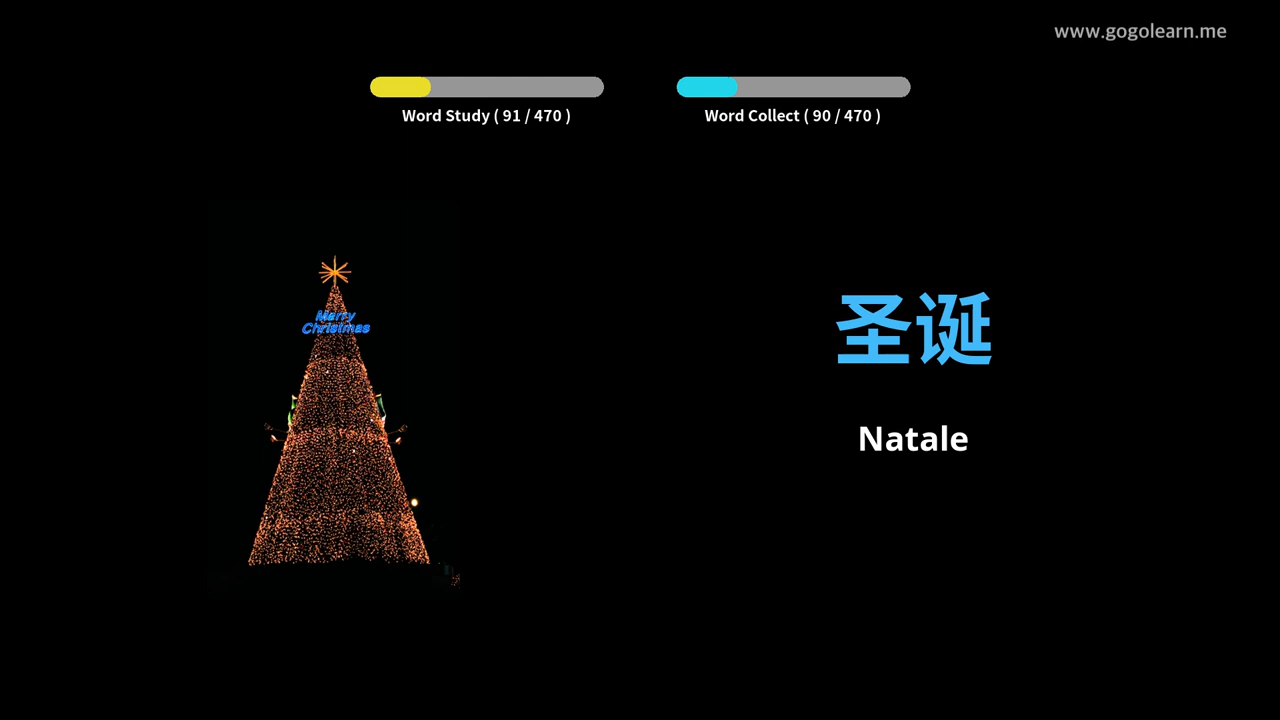 www.gogolearn.me
Word Study ( 91 / 470 )
Word Collect ( 90 / 470 )
Merry
Christmas
圣诞
Natale